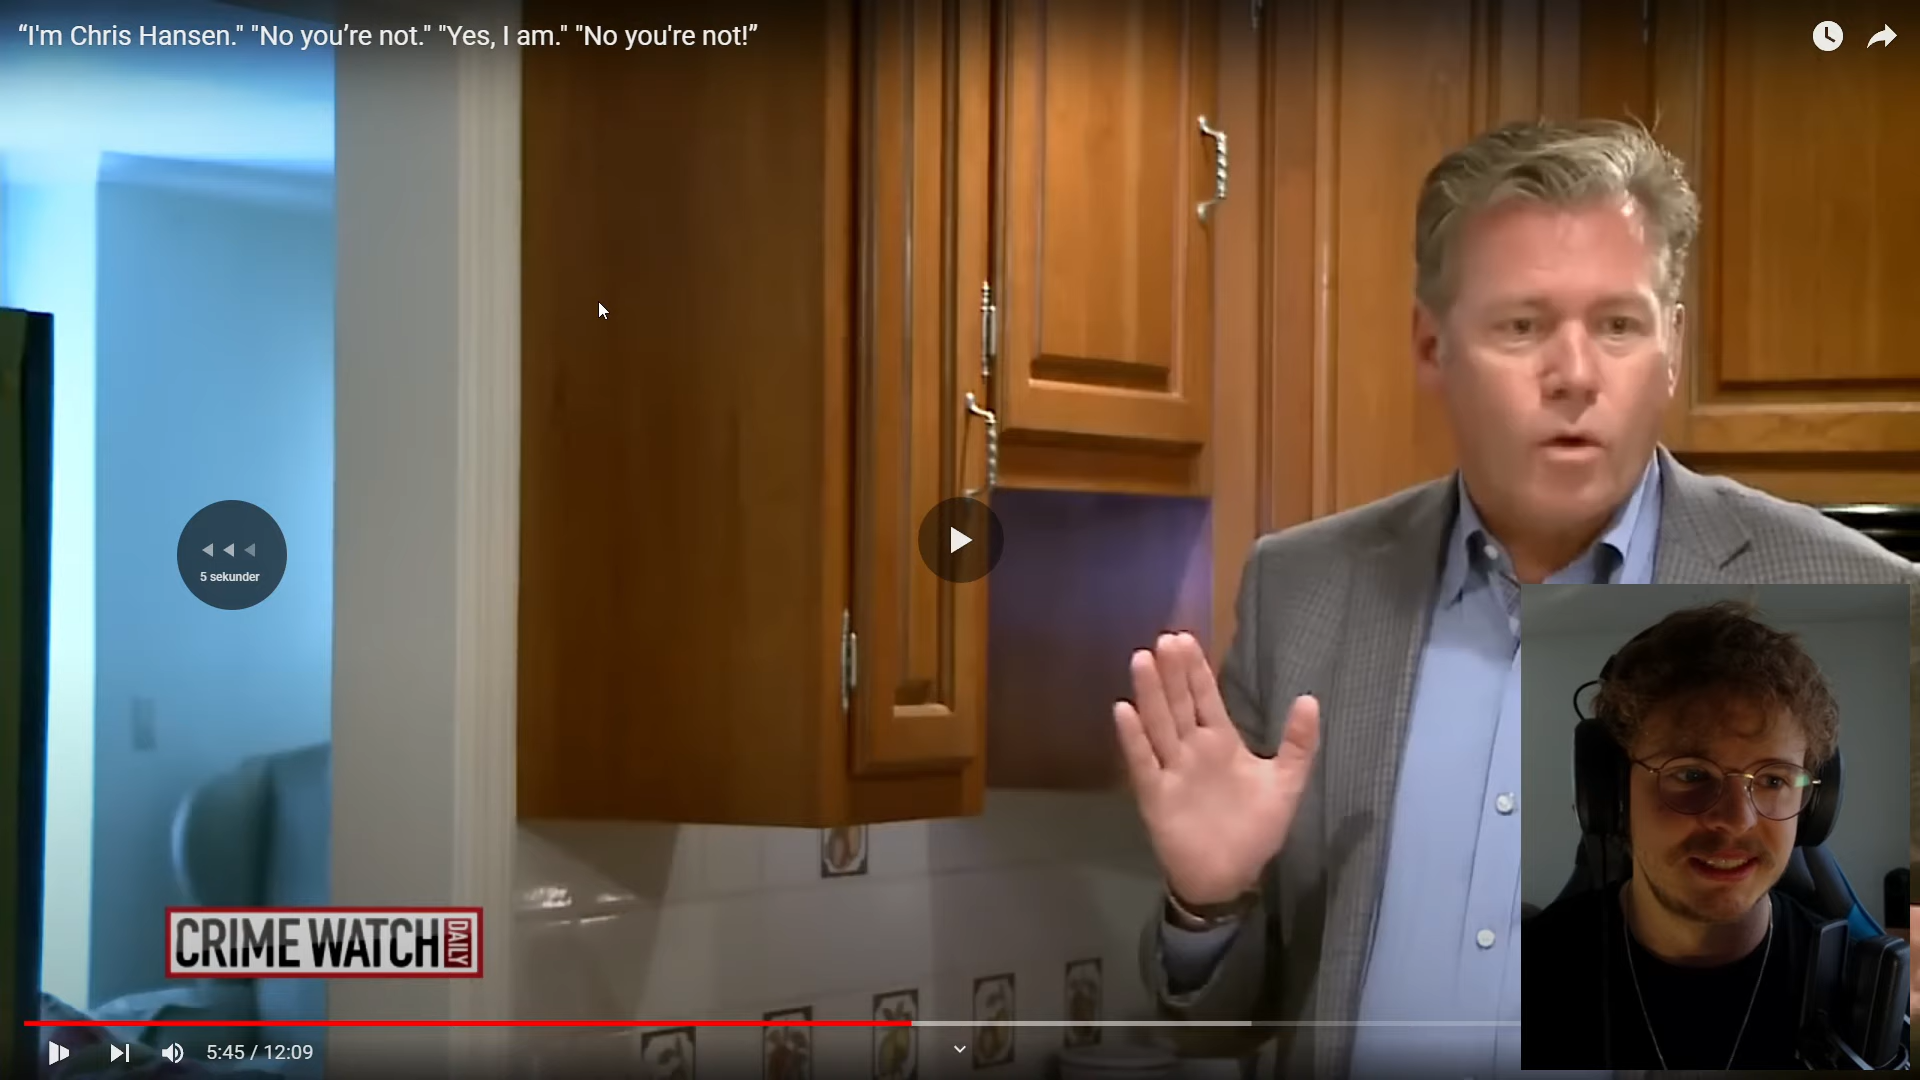 “I'm Chris Hansen." "No you’re not." "Yes, I am." "No you're not!”
5 sekunder
CRIME WATCH DAILY
5:45 / 12:09